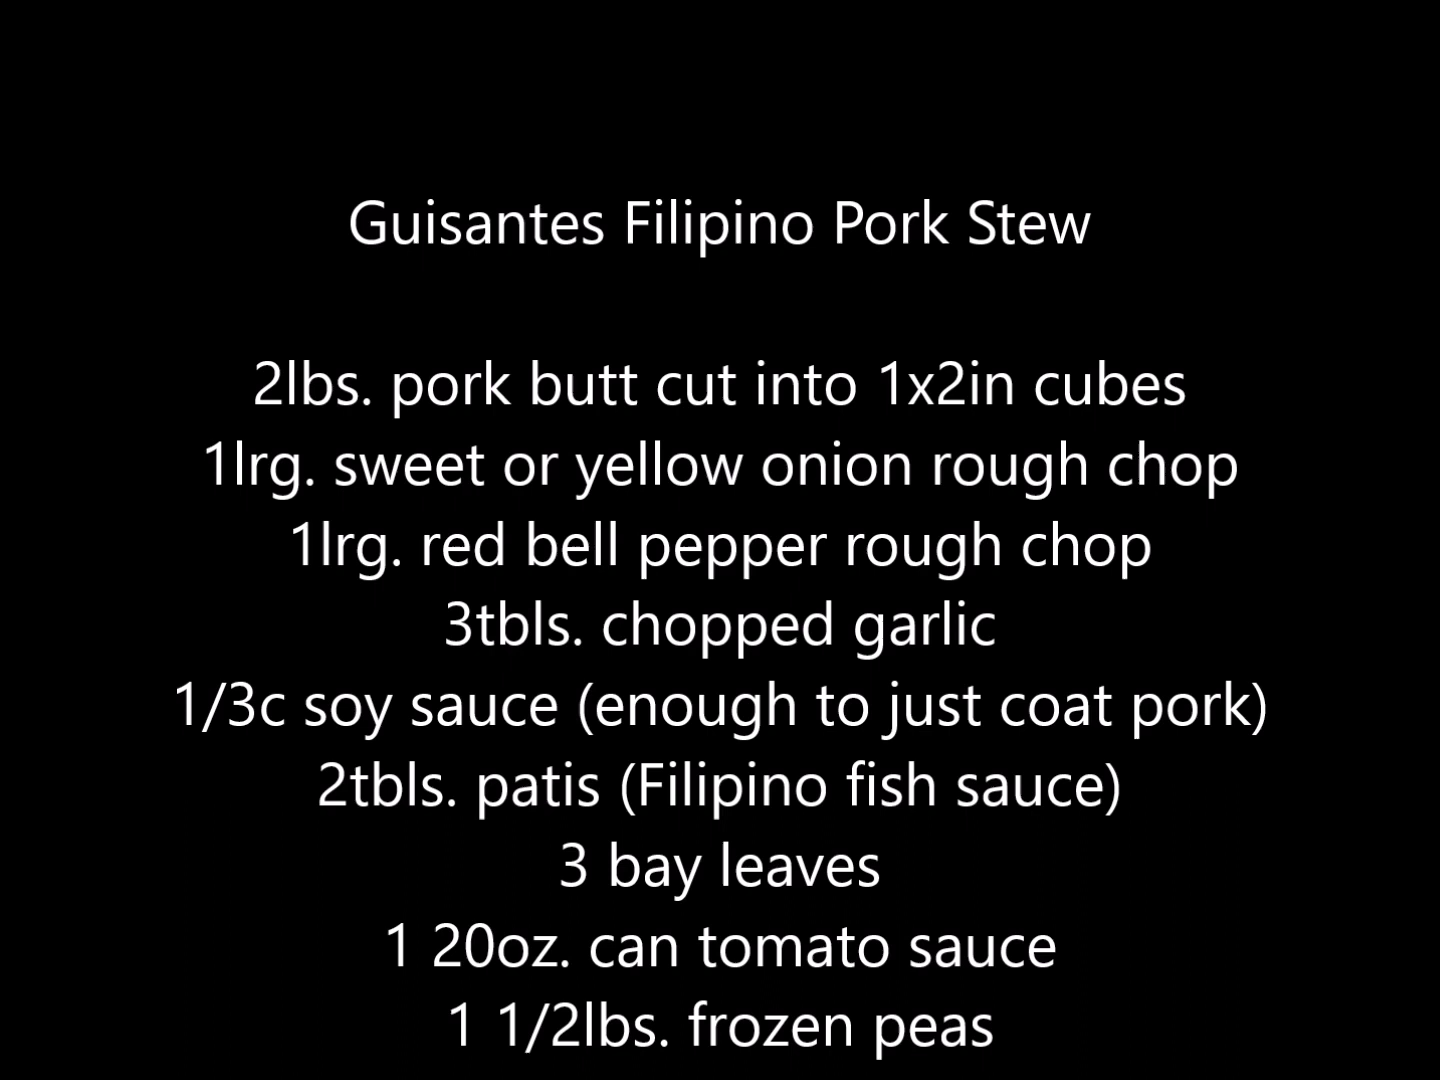 Guisantes Filipino Pork Stew
2lbs. pork butt cut into 1x2in cubes
1lrg. sweet or yellow onion rough chop
1lrg. red bell pepper rough chop
3tbls. chopped garlic
1/3c soy sauce (enough to just coat pork)
2tbls. patis (Filipino fish sauce)
3 bay leaves
1 20oz. can tomato sauce
1 1/2lbs. frozen peas